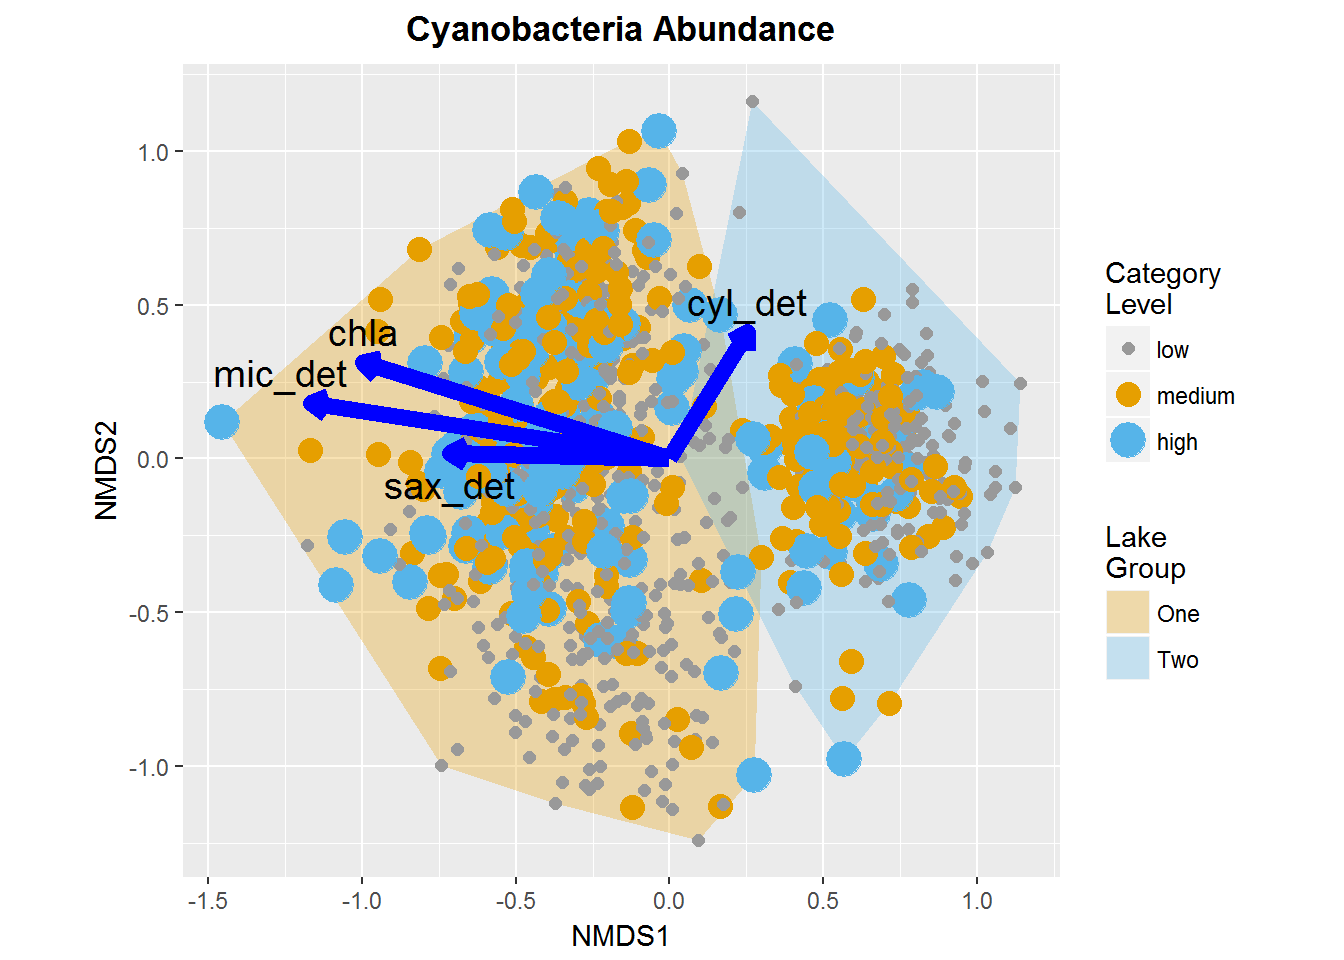 Cyanobacteria Abundance
NMDS2
1.0
0.5
0.0
-0.5
-1.0
cyl_det
chla
mic_det
sax_det
-1.5
-1.0
-0.5
0.0
0.5
1.0
NMDS1
Category
Level
low
medium
high
Lake
Group
One
Two